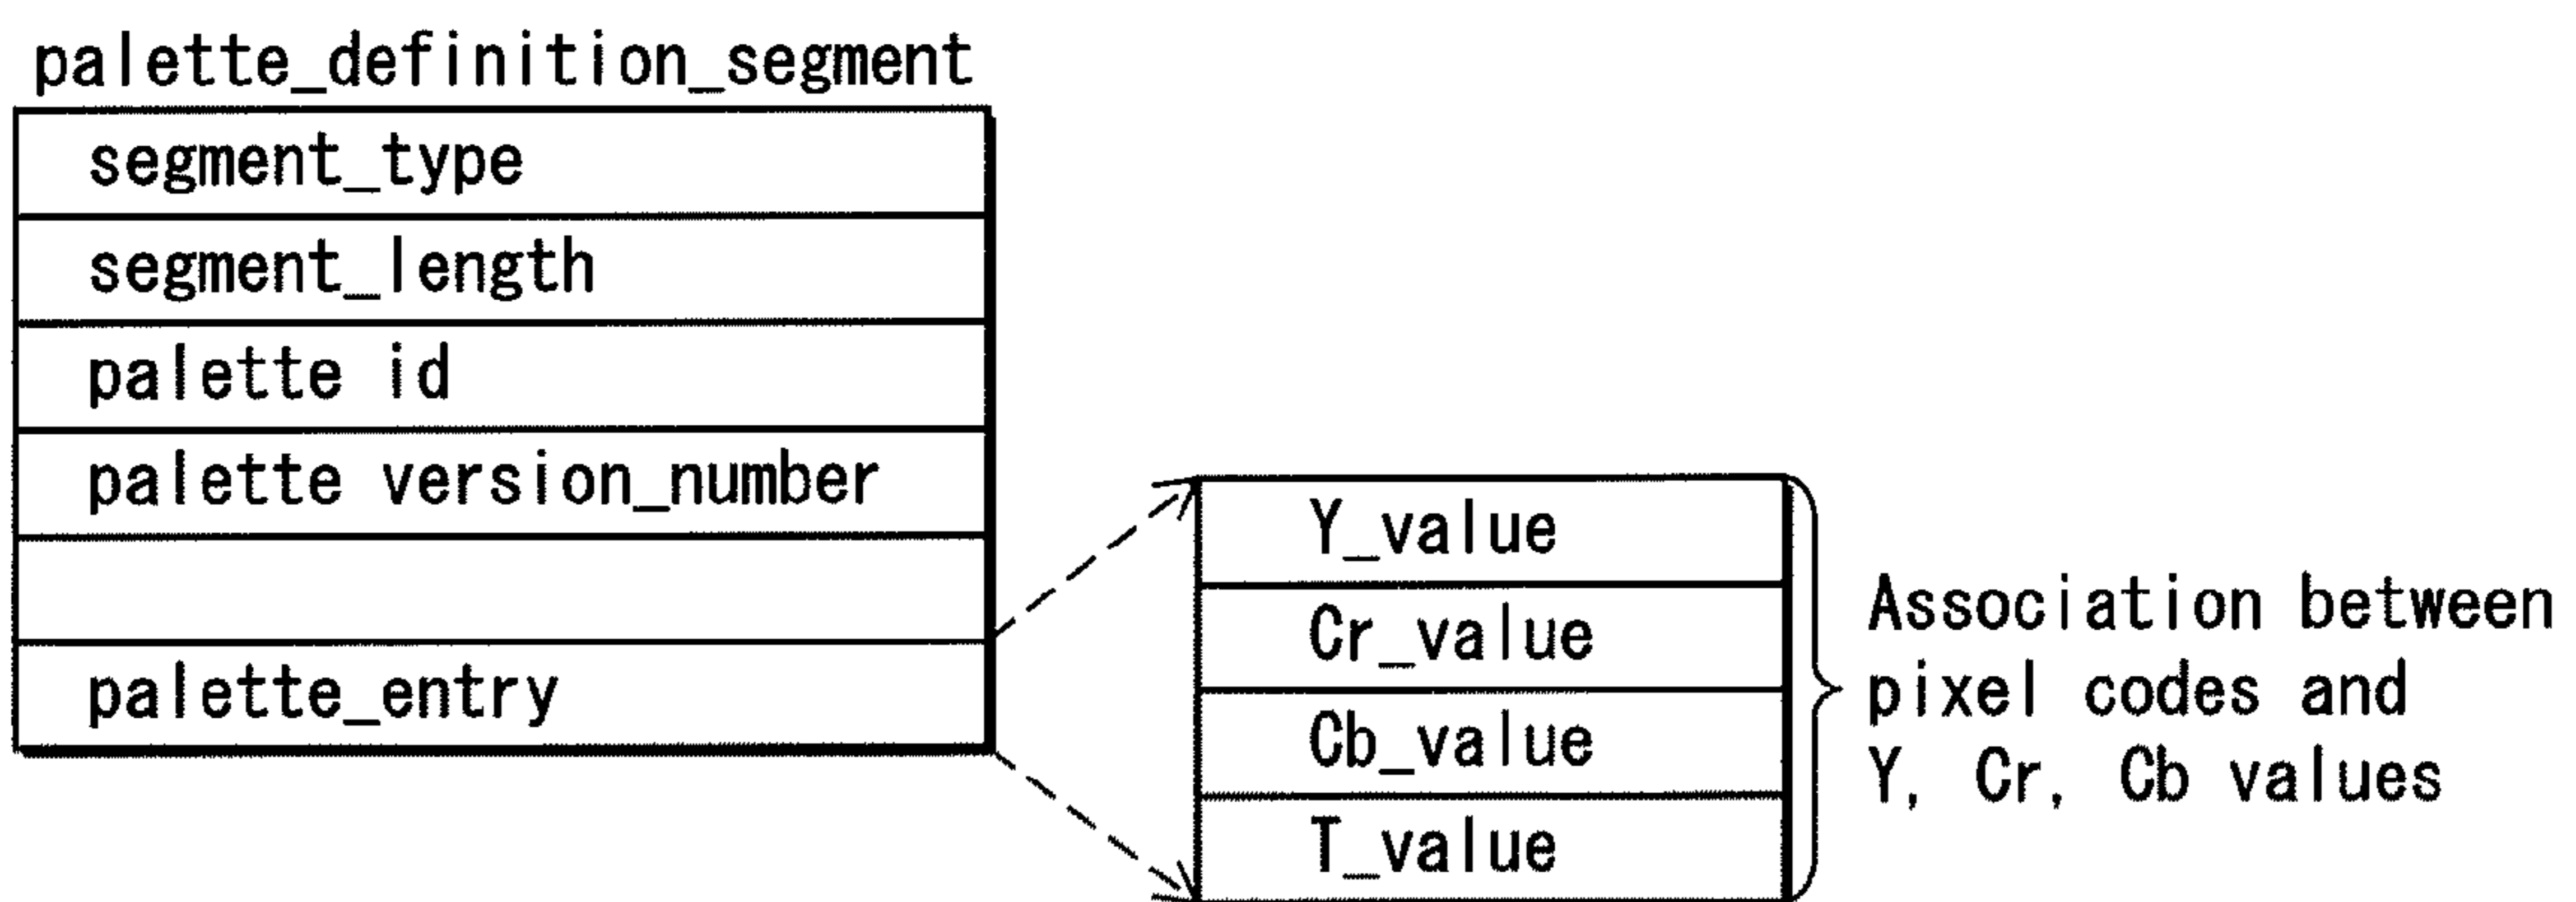 palette_definition_segment
segment_type
segment_length
palette id
palette version_number
palette_entry
Y_value
Cr_value
Cb_value
T_value
Association between
pixel codes and
Y, Cr, Cb values